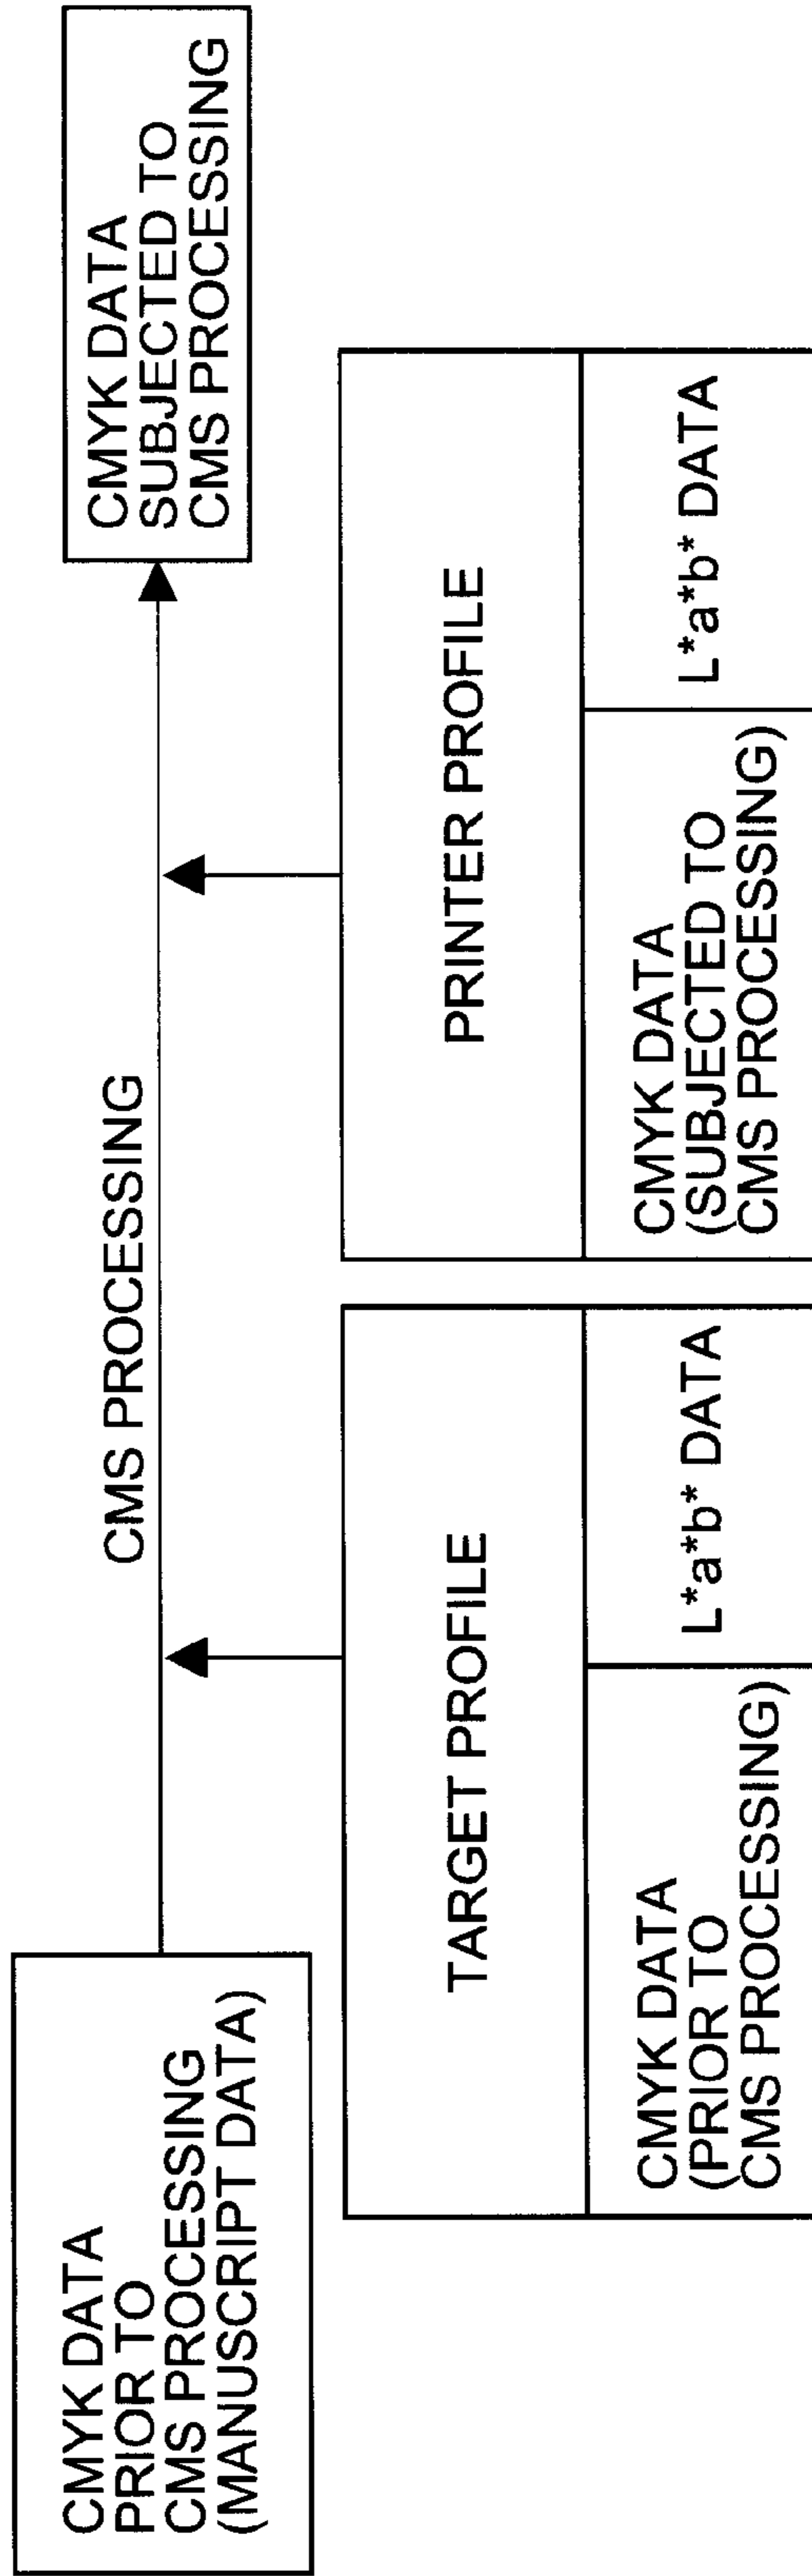 CMYK DATA
PRIOR TO
CMS PROCESSING
(MANUSCRIPT DATA)
CMS PROCESSING
CMYK DATA
SUBJECTED TO
CMS PROCESSING
TARGET PROFILE
CMYK DATA
(PRIOR TO
CMS PROCESSING)
L*a*b* DATA
PRINTER PROFILE
CMYK DATA
(SUBJECTED TO
CMS PROCESSING)
L*a*b* DATA